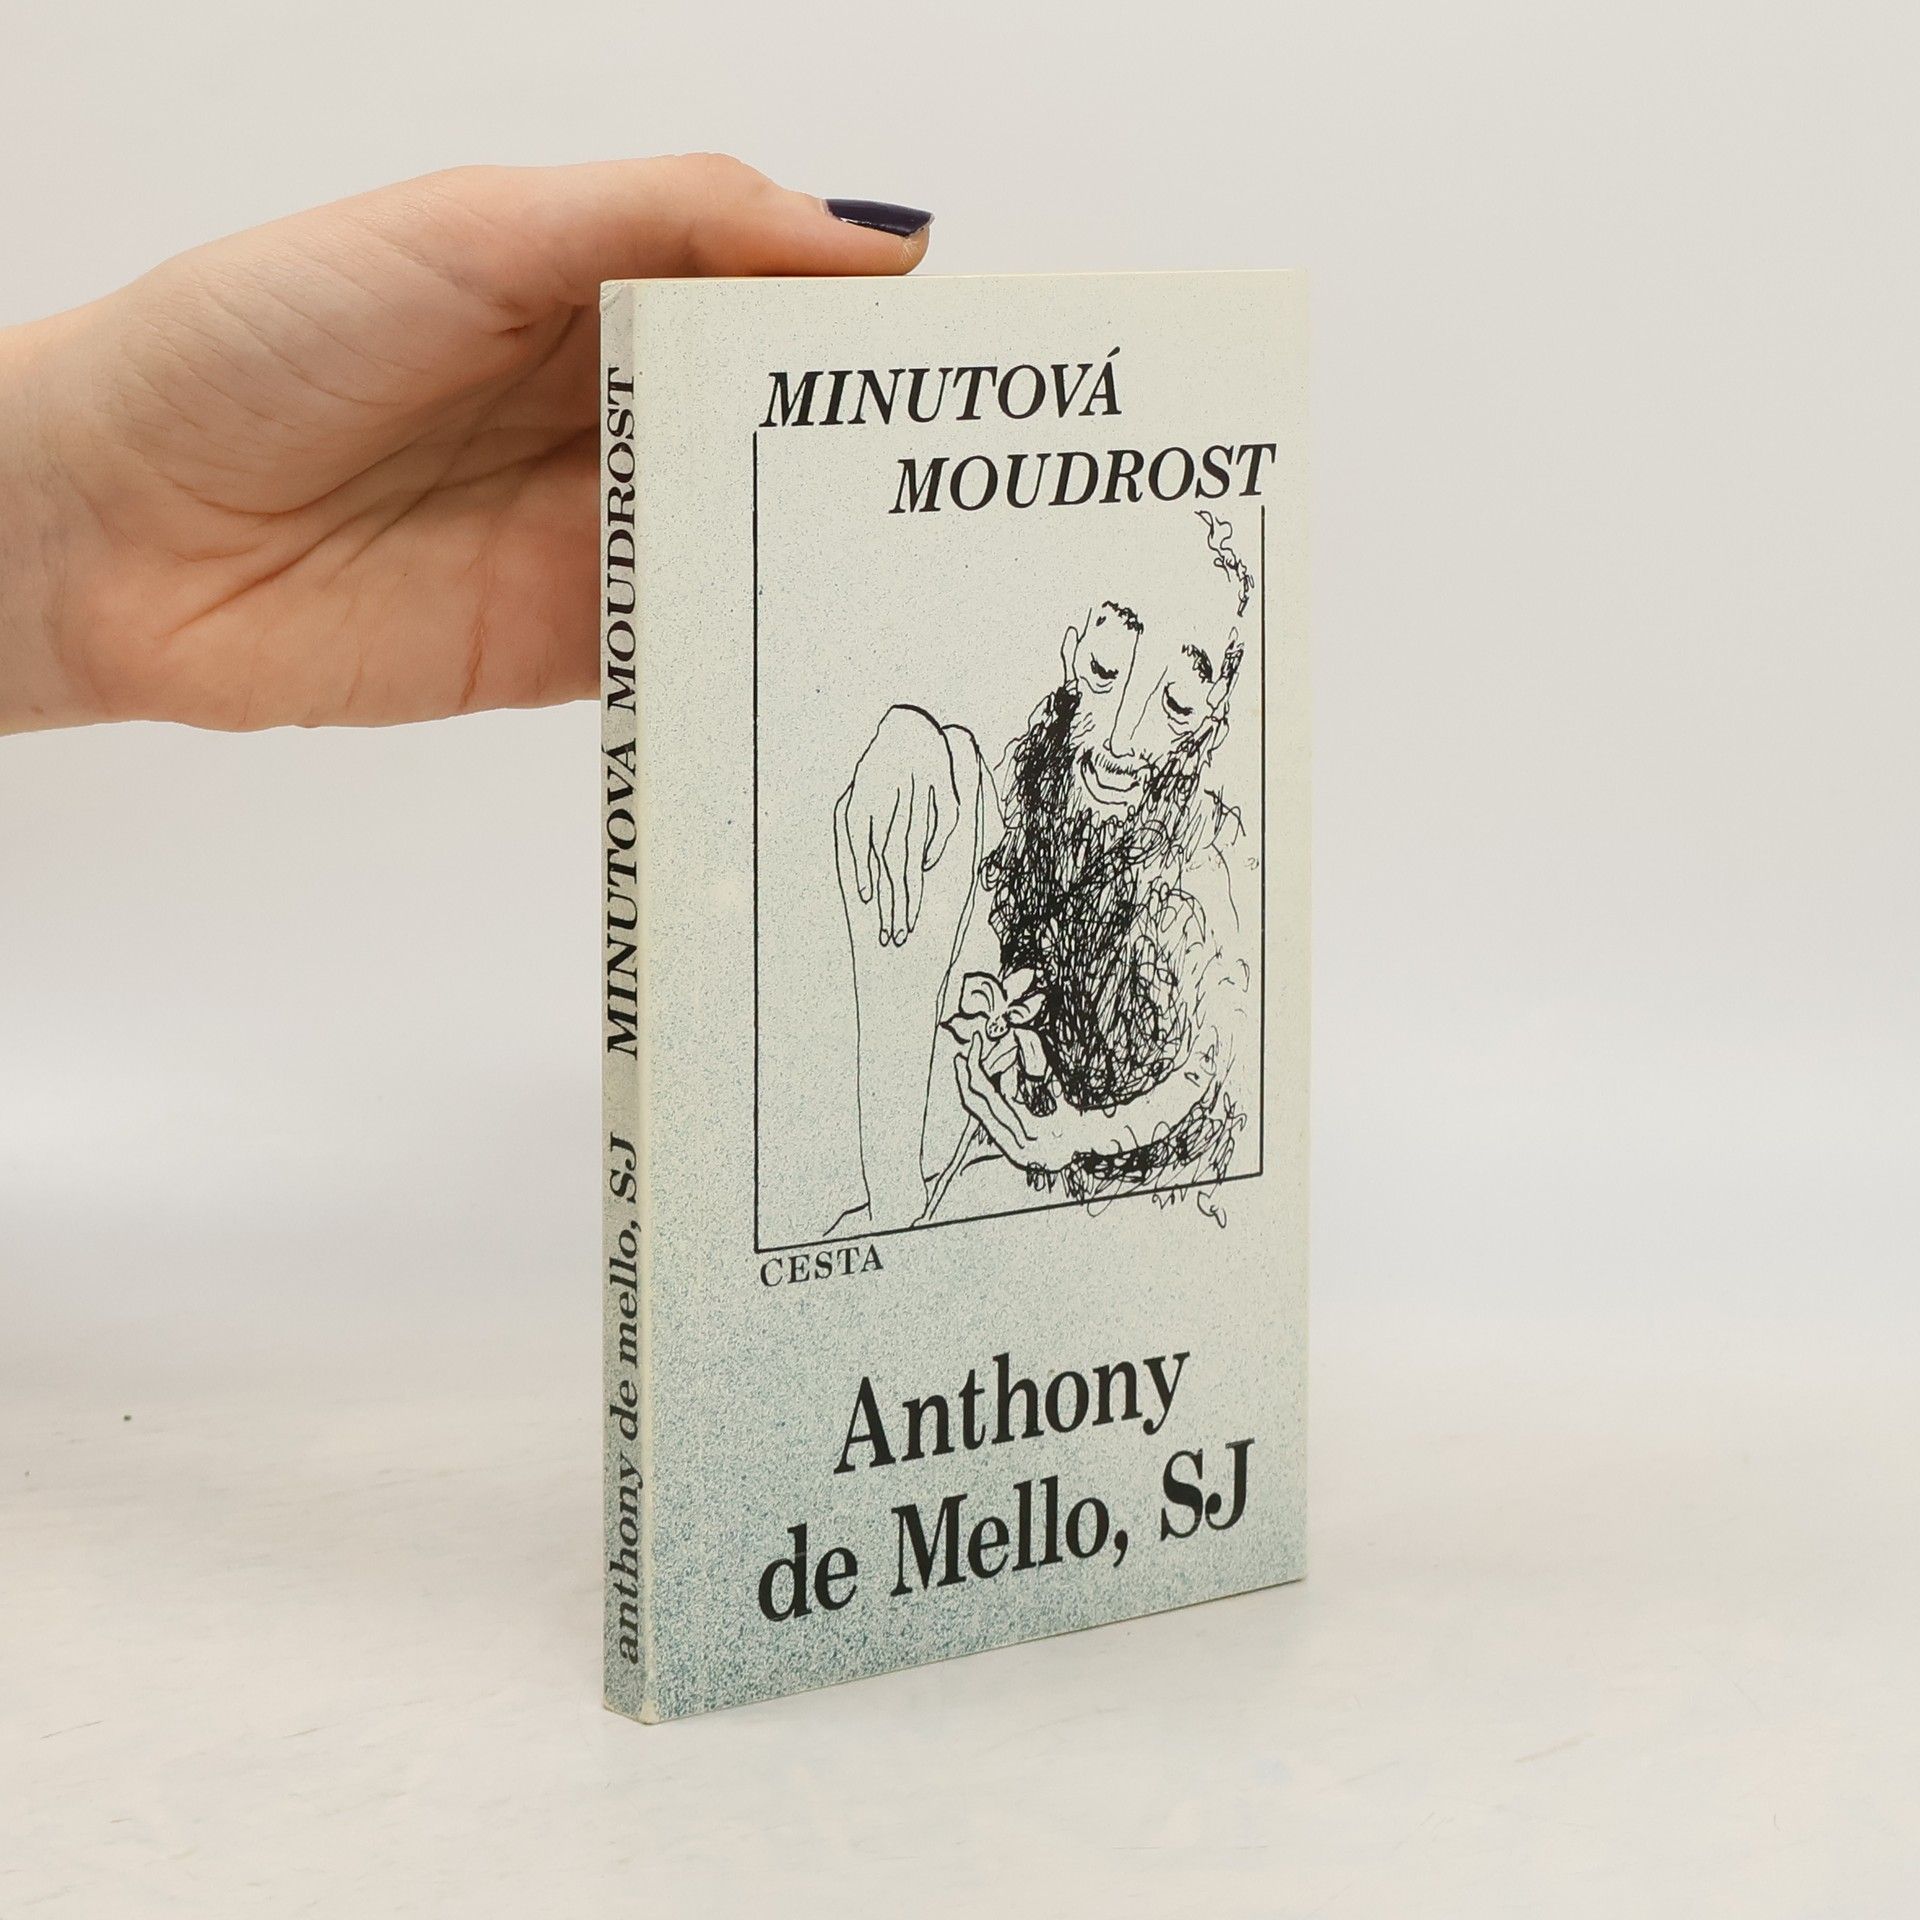 MINUTOVÁ
MOUDROST
CESTA
Anthony
de Mello, SJ
anthony de mello, SJ MINUTOVÁ MOUDROST